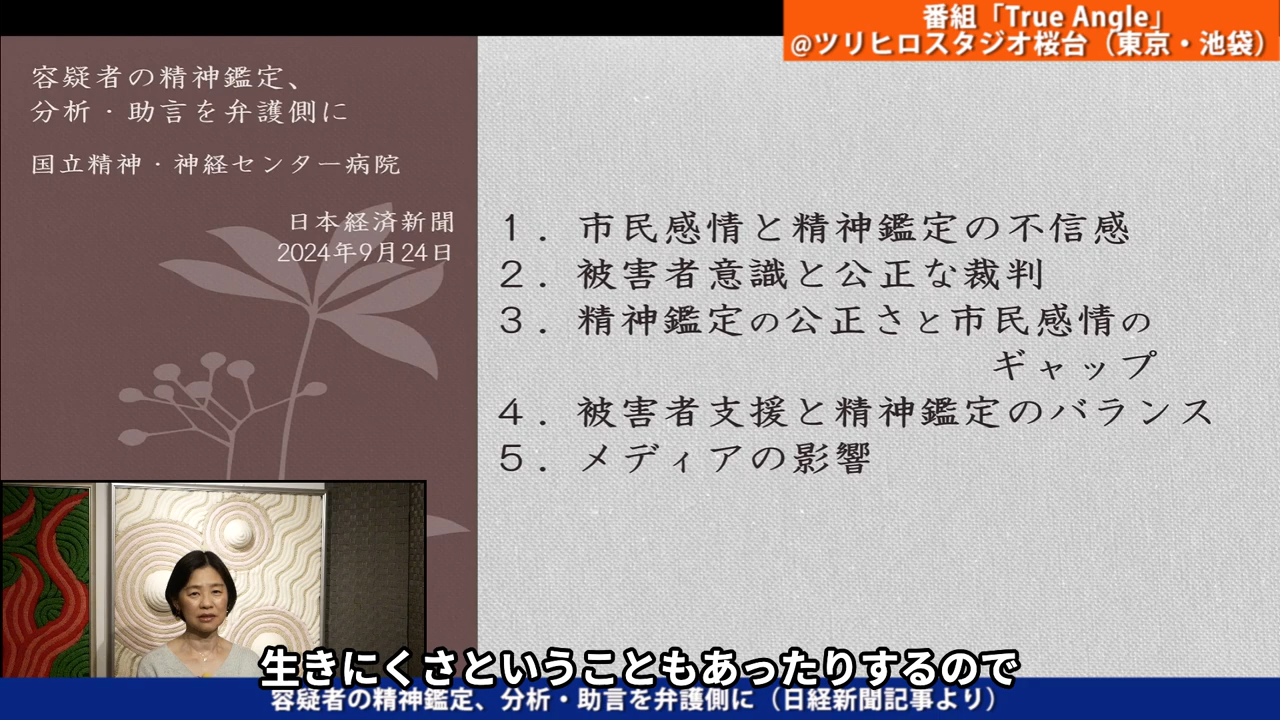 番組「True Angle」
@ツリヒロスタジオ桜台（東京・池袋）
容疑者の精神鑑定、
分析・助言を弁護側に
国立精神・神経センター病院
日本経済新聞
2024年9月24日
１．市民感情と精神鑑定の不信感
２．被害者意識と公正な裁判
３．精神鑑定の公正さと市民感情の
ギャップ
４．被害者支援と精神鑑定のバランス
５．メディアの影響
生きにくさということもあったりするので
容疑者の精神鑑定、分析・助言を弁護側に（日経新聞記事より）